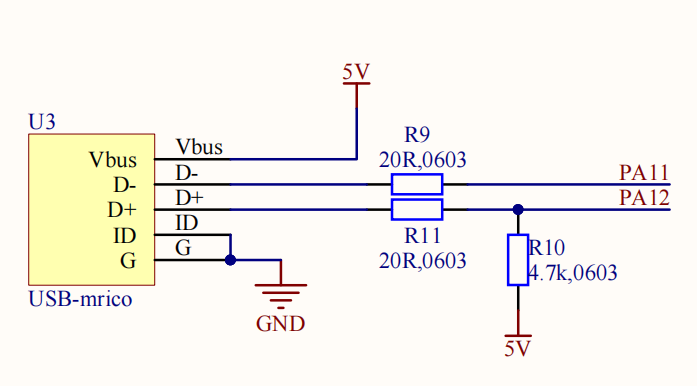 5V
U3
R9
20R,0603
Vbus
Vbus
D-
D-
PA11
D+
D+
PA12
ID
ID
R11
20R,0603
G
G
R10
4.7k,0603
USB-mrico
GND
5V